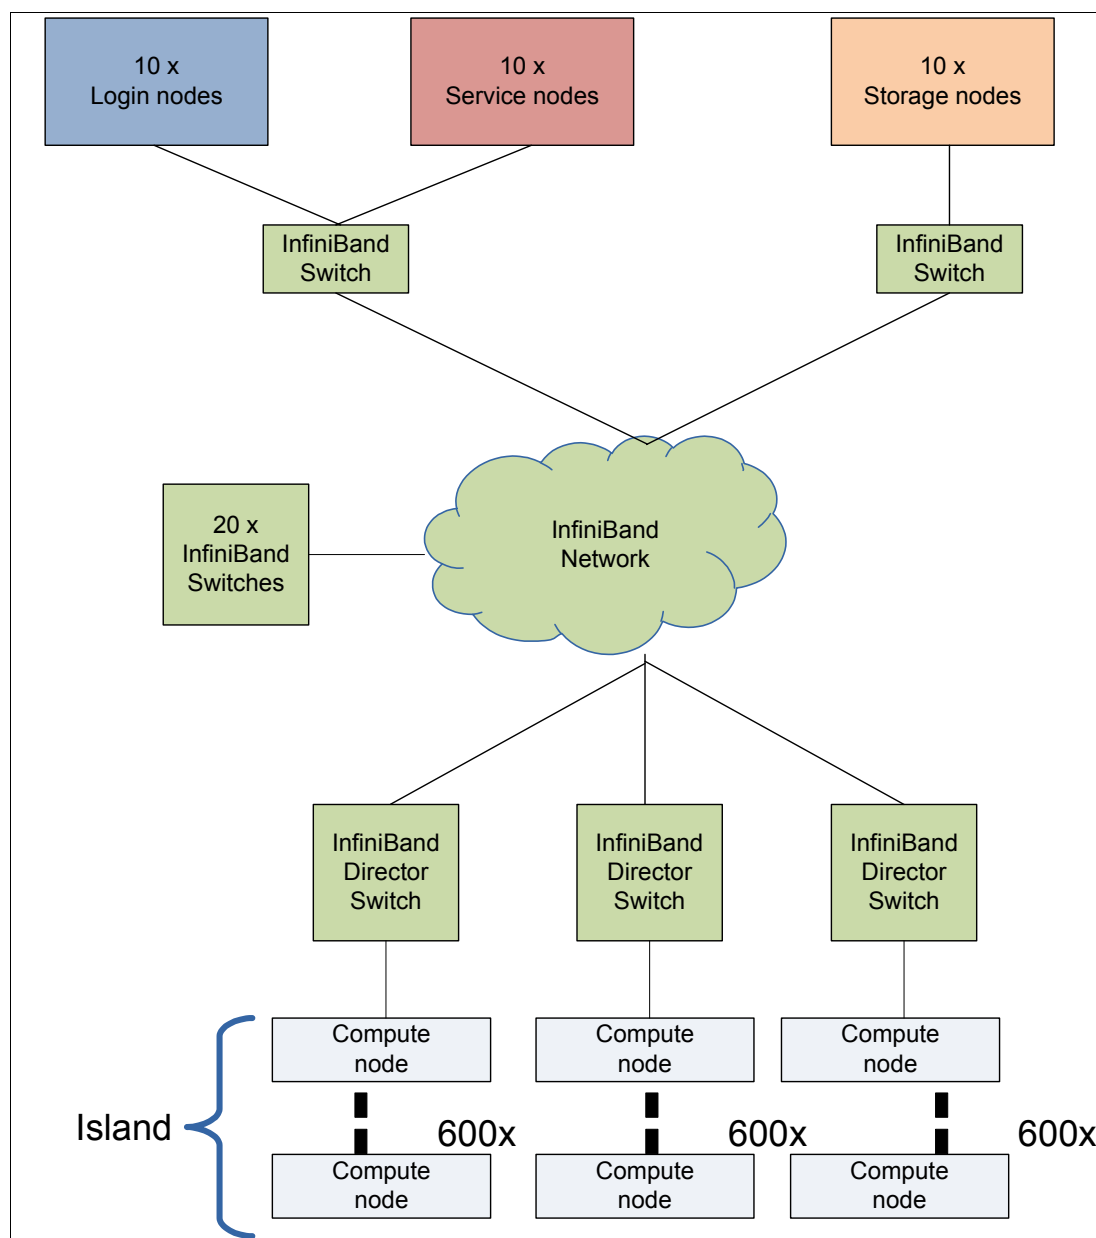 10 x
Login nodes
10 x
Service nodes
10 x
Storage nodes
InfiniBand
Switch
InfiniBand
Switch
20 x
InfiniBand
Switches
InfiniBand
Network
InfiniBand
Director
Switch
InfiniBand
Director
Switch
InfiniBand
Director
Switch
Compute
node
Compute
node
Compute
node
Island
600x
600x
600x
Compute
node
Compute
node
Compute
node